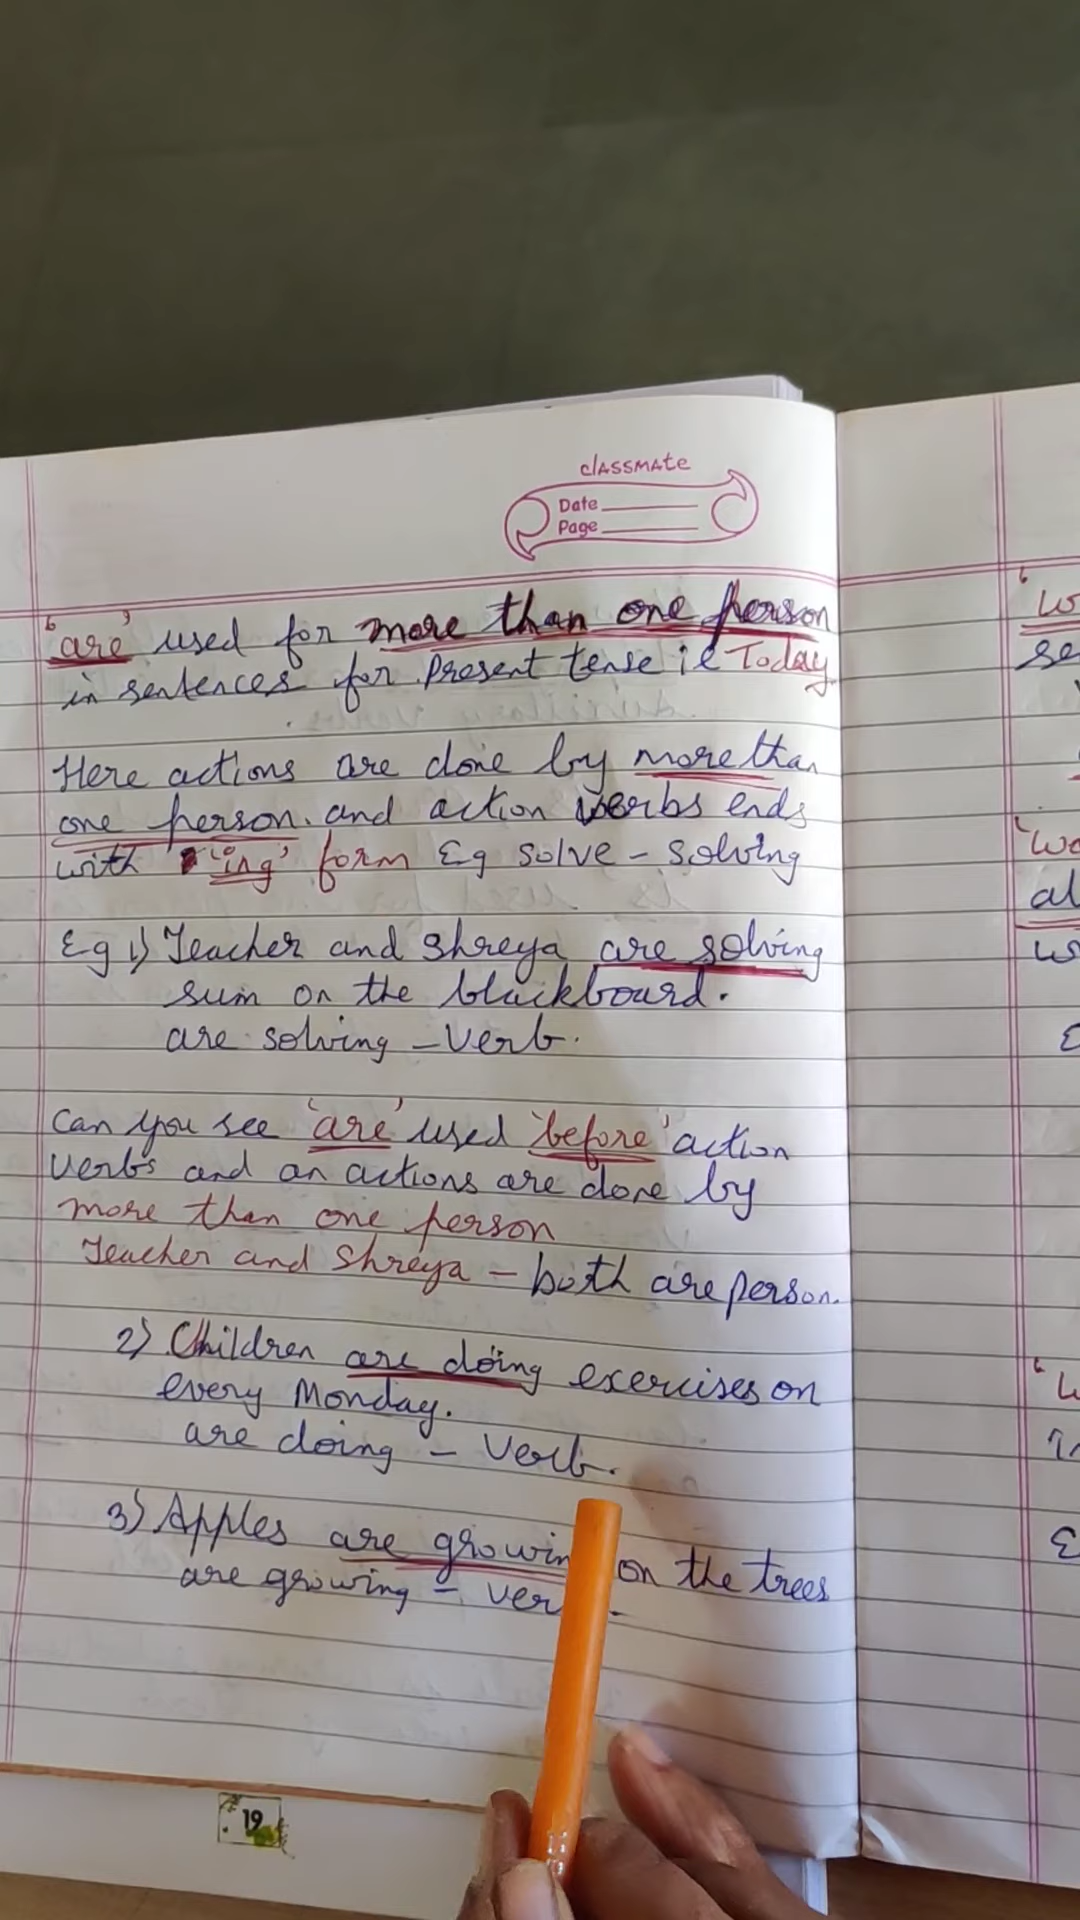 classmate
Date
Page
'are' used for more than one person
in sentences for Present tense ie Today
Here actions are done by more than
one person. and action verbs ends
with 'ing' form Eg solve - solving
Eg 1) Teacher and Shreya are solving
sum on the blackboard.
are solving - Verb.
Can you see 'are' used 'before' action
verbs and an actions are done by
more than one person
Teacher and Shreya - both are person.
2) Children are doing exercises on
every Monday.
are doing - Verb.
3) Apples are growin on the trees
are growing - Ver
19